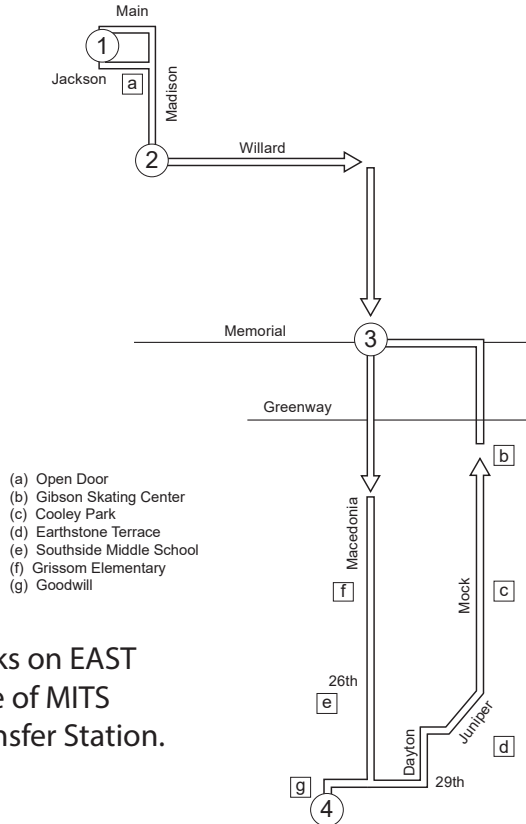 Main
1
Jackson
a
Madison
2
Willard
Memorial
3
Greenway
b
(a) Open Door
(b) Gibson Skating Center
(c) Cooley Park
(d) Earthstone Terrace
(e) Southside Middle School
(f) Grissom Elementary
(g) Goodwill
Macedonia
f
Mock
c
26th
e
Juniper
d
Dayton
29th
g
4
ks on EAST
e of MITS
nsfer Station.